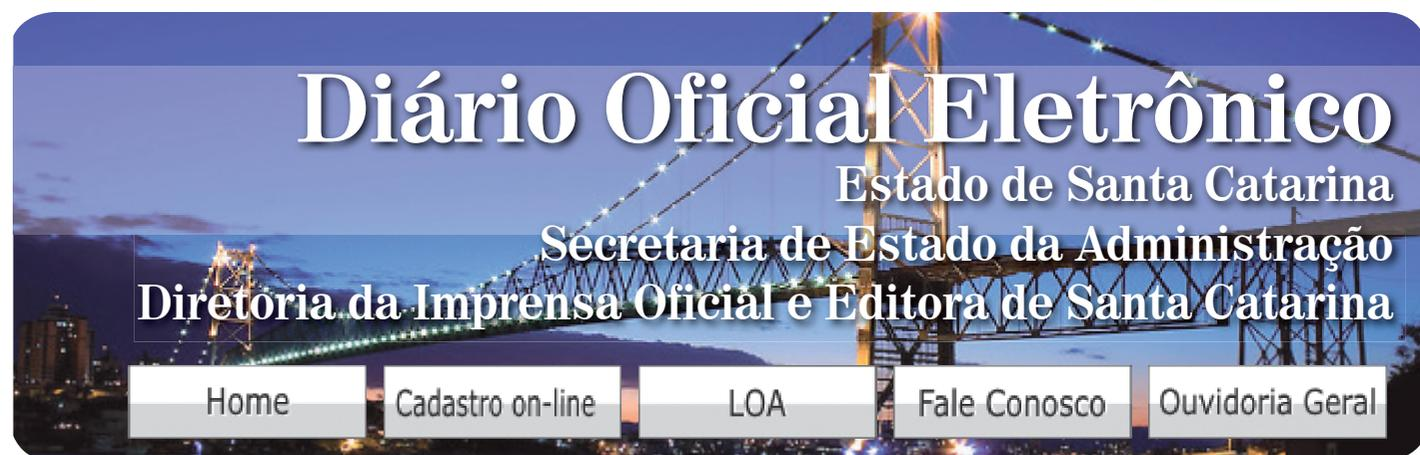 Diário Oficial Eletrônico
Estado de Santa Catarina
Secretaria de Estado da Administração
Diretoria da Imprensa Oficial e Editora de Santa Catarina
Home Cadastro on-line LOA Fale Conosco Ouvidoria Geral